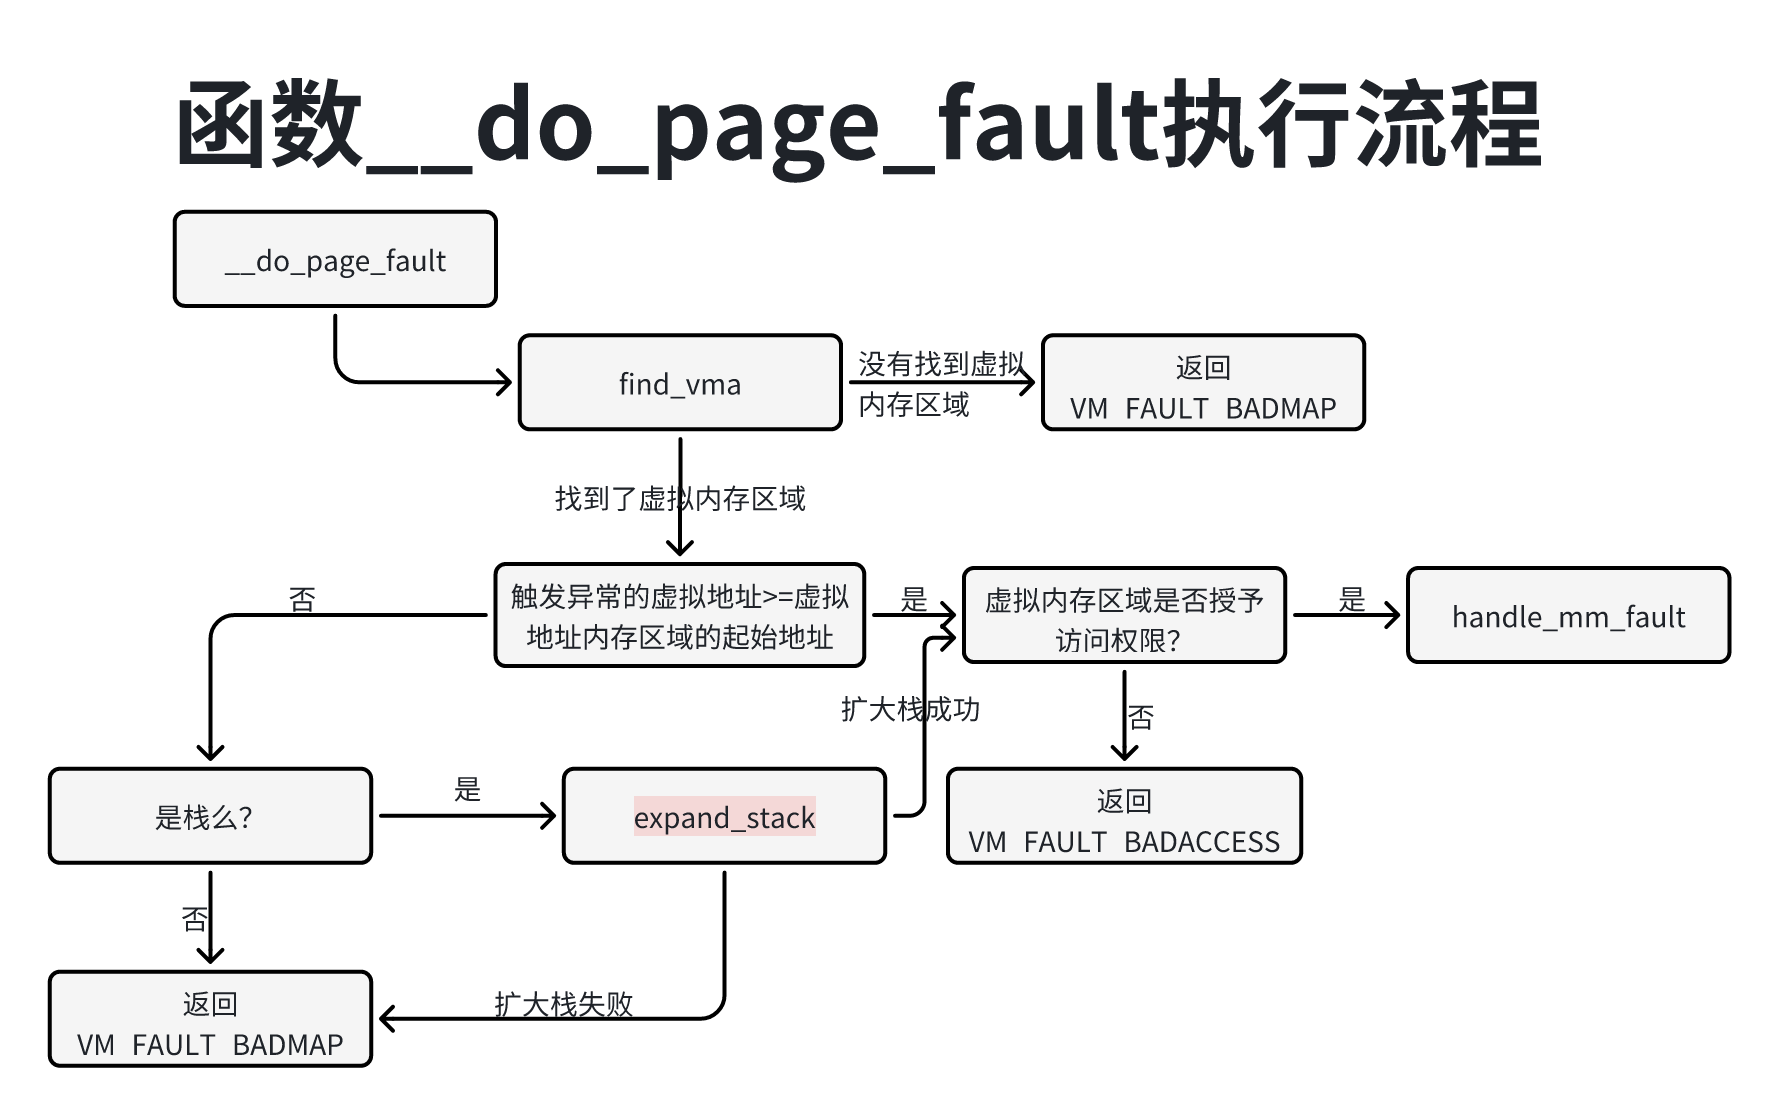 函数__do_page_fault执行流程
__do_page_fault
find_vma
没有找到虚拟
内存区域
返回
VM FAULT BADMAP
找到了虚拟内存区域
否
触发异常的虚拟地址>=虚拟
地址内存区域的起始地址
是
虚拟内存区域是否授予
访问权限？
是
handle_mm_fault
扩大栈成功
否
是栈么？
是
expand_stack
返回
VM FAULT BADACCESS
否
扩大栈失败
返回
VM FAULT BADMAP